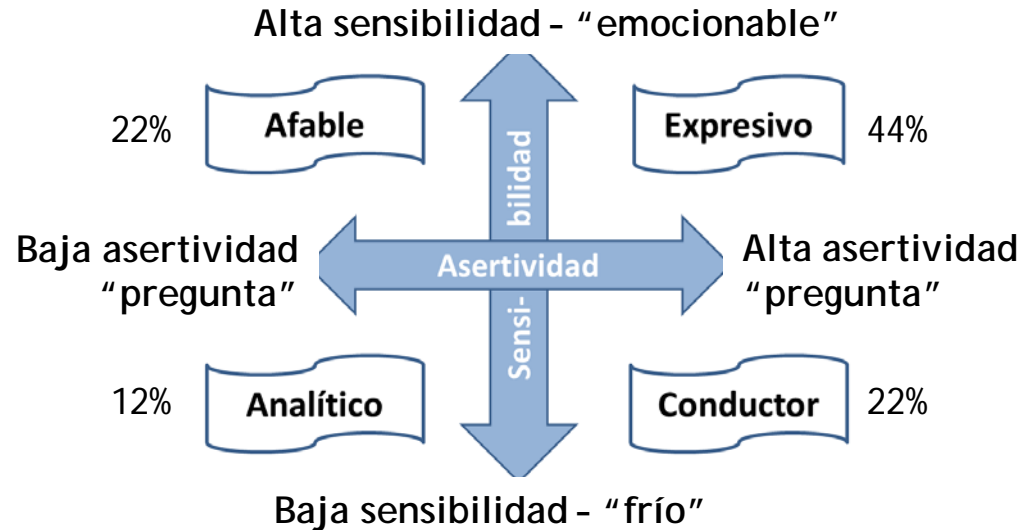 Alta sensibilidad - “emocionable”
22%
Afable
Expresivo
44%
Sensi-
bilidad
Baja asertividad
“pregunta”
Asertividad
Alta asertividad
“pregunta”
12%
Analítico
Conductor
22%
Baja sensibilidad - “frío”